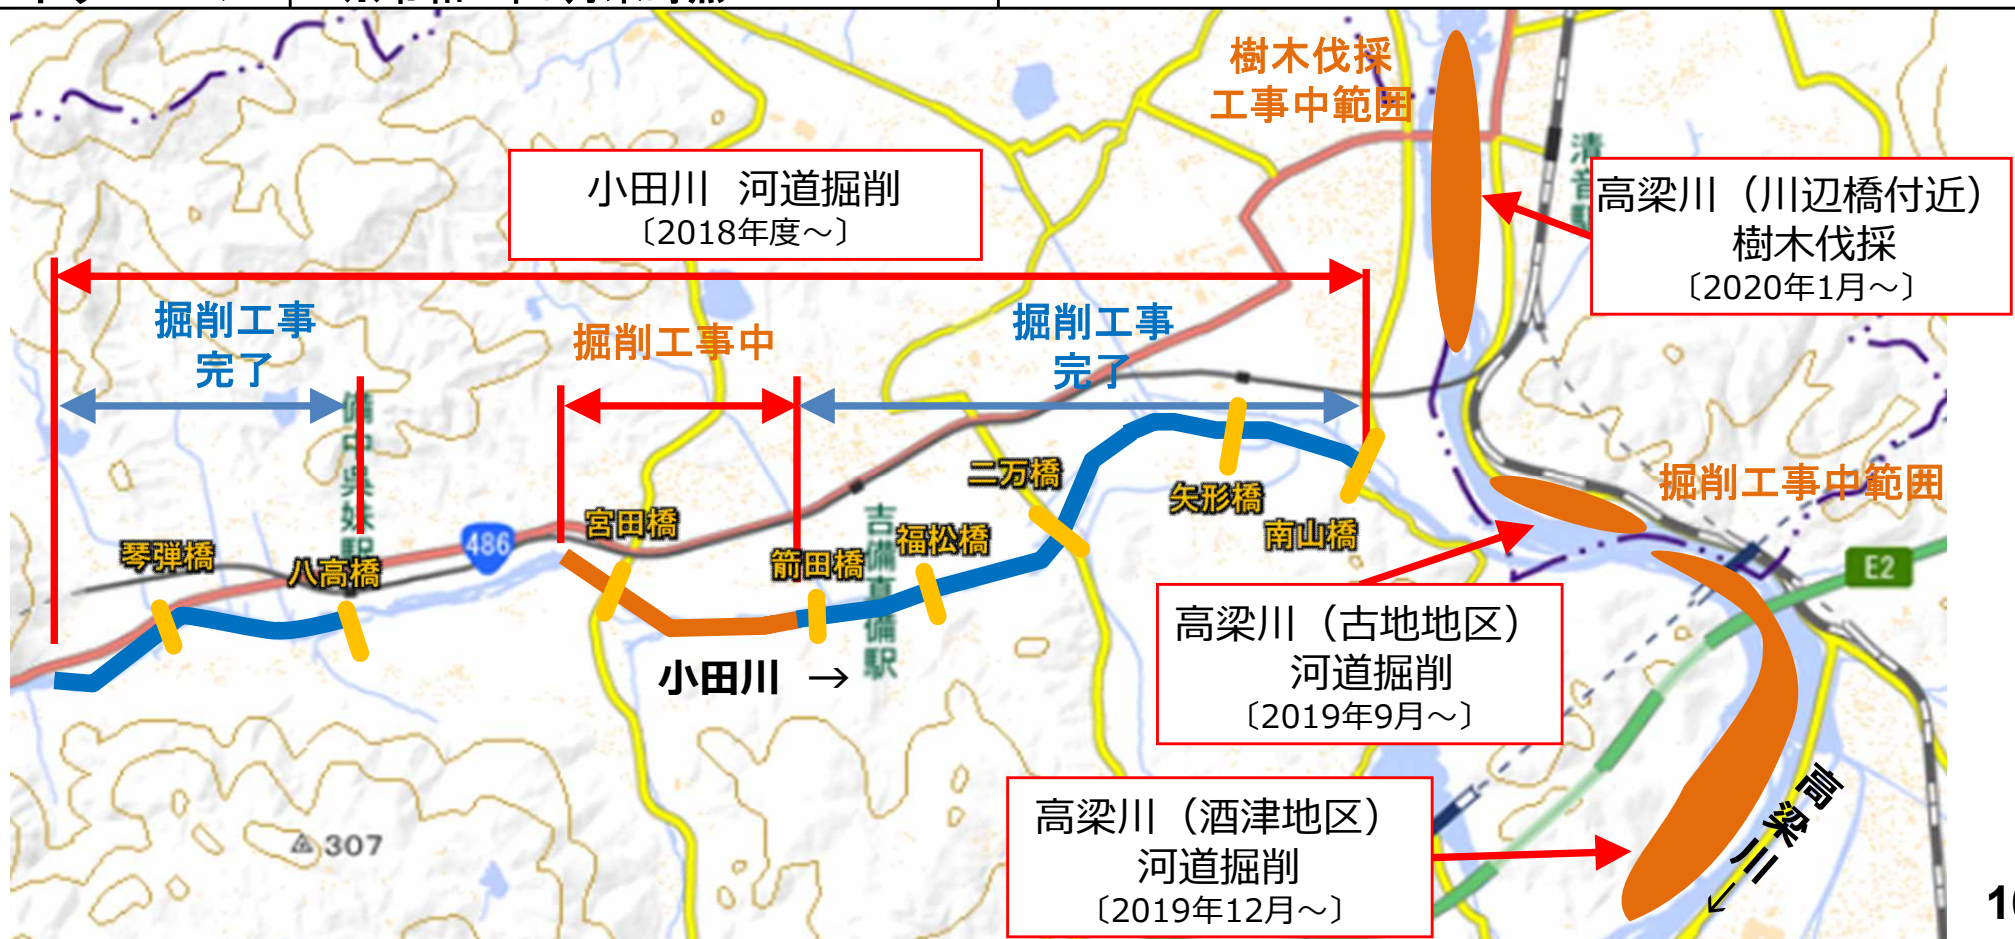 樹木伐採
工事中範囲
小田川 河道掘削
〔2018年度～〕
清音駅
高梁川（川辺橋付近）
樹木伐採
〔2020年1月～〕
掘削工事
完了
掘削工事中
掘削工事
完了
備中呉妹駅
二万橋
矢形橋
南山橋
掘削工事中範囲
琴弾橋
八高橋
486
宮田橋
箭田橋
福松橋
吉備真備駅
E2
小田川 →
高梁川（古地地区）
河道掘削
〔2019年9月～〕
高梁川（酒津地区）
河道掘削
〔2019年12月～〕
高梁川
←
307